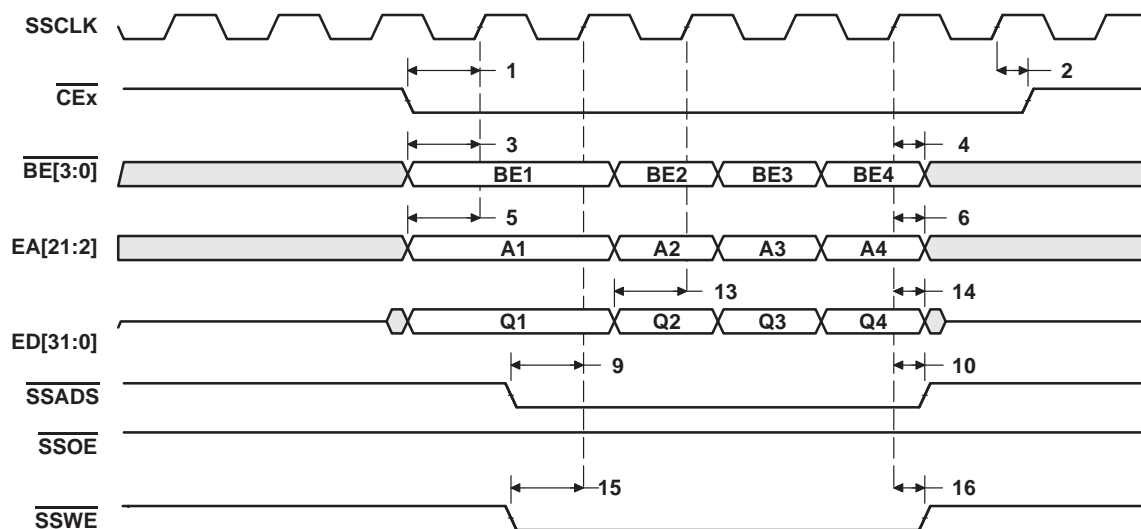 SSCLK
1 2
CEx
3 4
BE[3:0]
BE1 BE2 BE3 BE4
5 6
EA[21:2]
A1 A2 A3 A4
13 14
Q1 Q2 Q3 Q4
ED[31:0]
9 10
SSADS
SSOE
15 16
SSWE